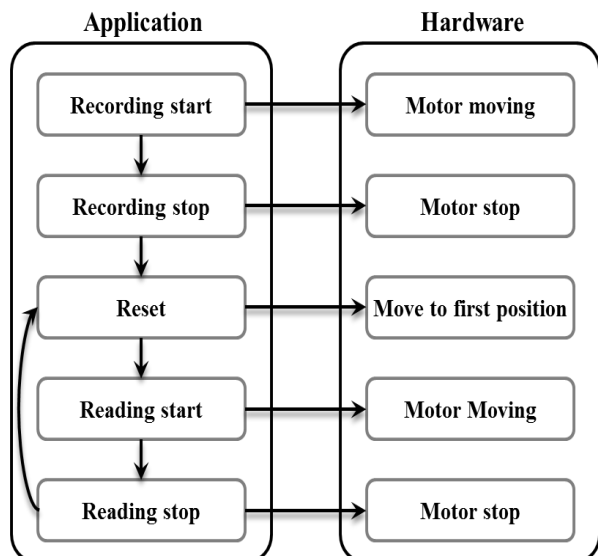 Application
Hardware
Recording start
Motor moving
Recording stop
Motor stop
Reset
Move to first position
Reading start
Motor Moving
Reading stop
Motor stop